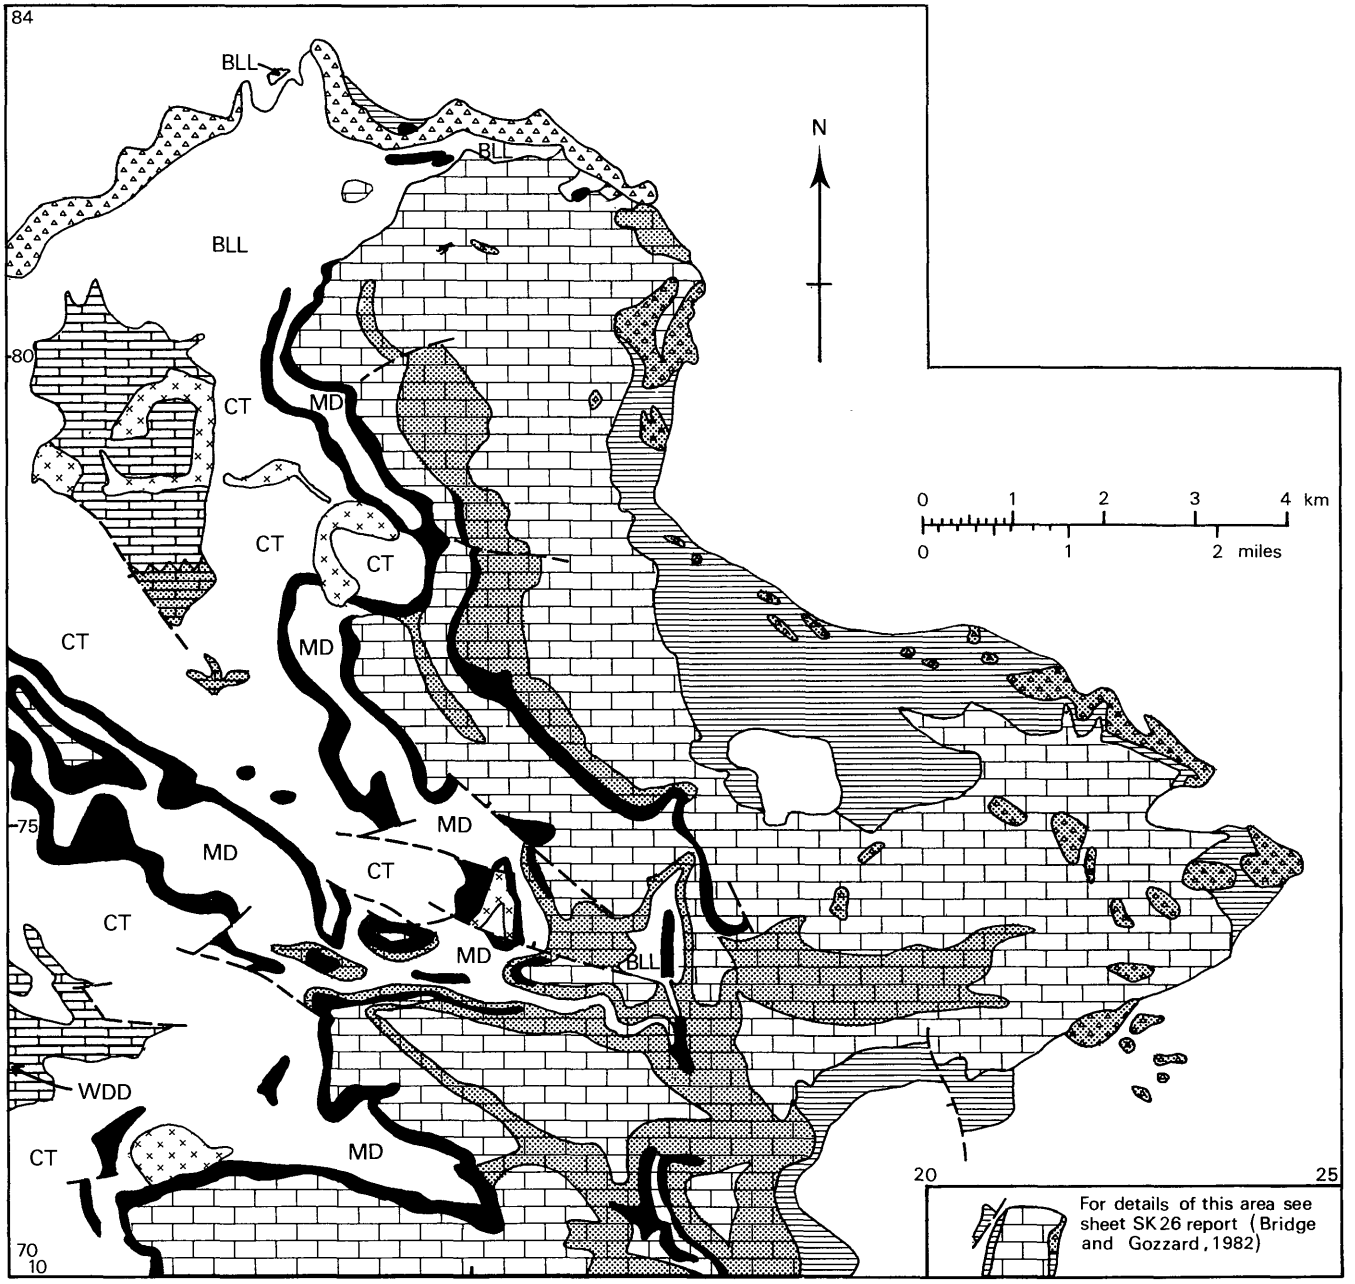 84
BLL
BLL
N
BLL
80
CT
MD
0 1 2 3 4 km
0 1 2 miles
CT
CT
CT
MD
75
MD
MD
CT
CT
MD
BLL
WDD
CT
MD
20
25
For details of this area see
sheet SK 26 report (Bridge
and Gozzard, 1982)
70
10